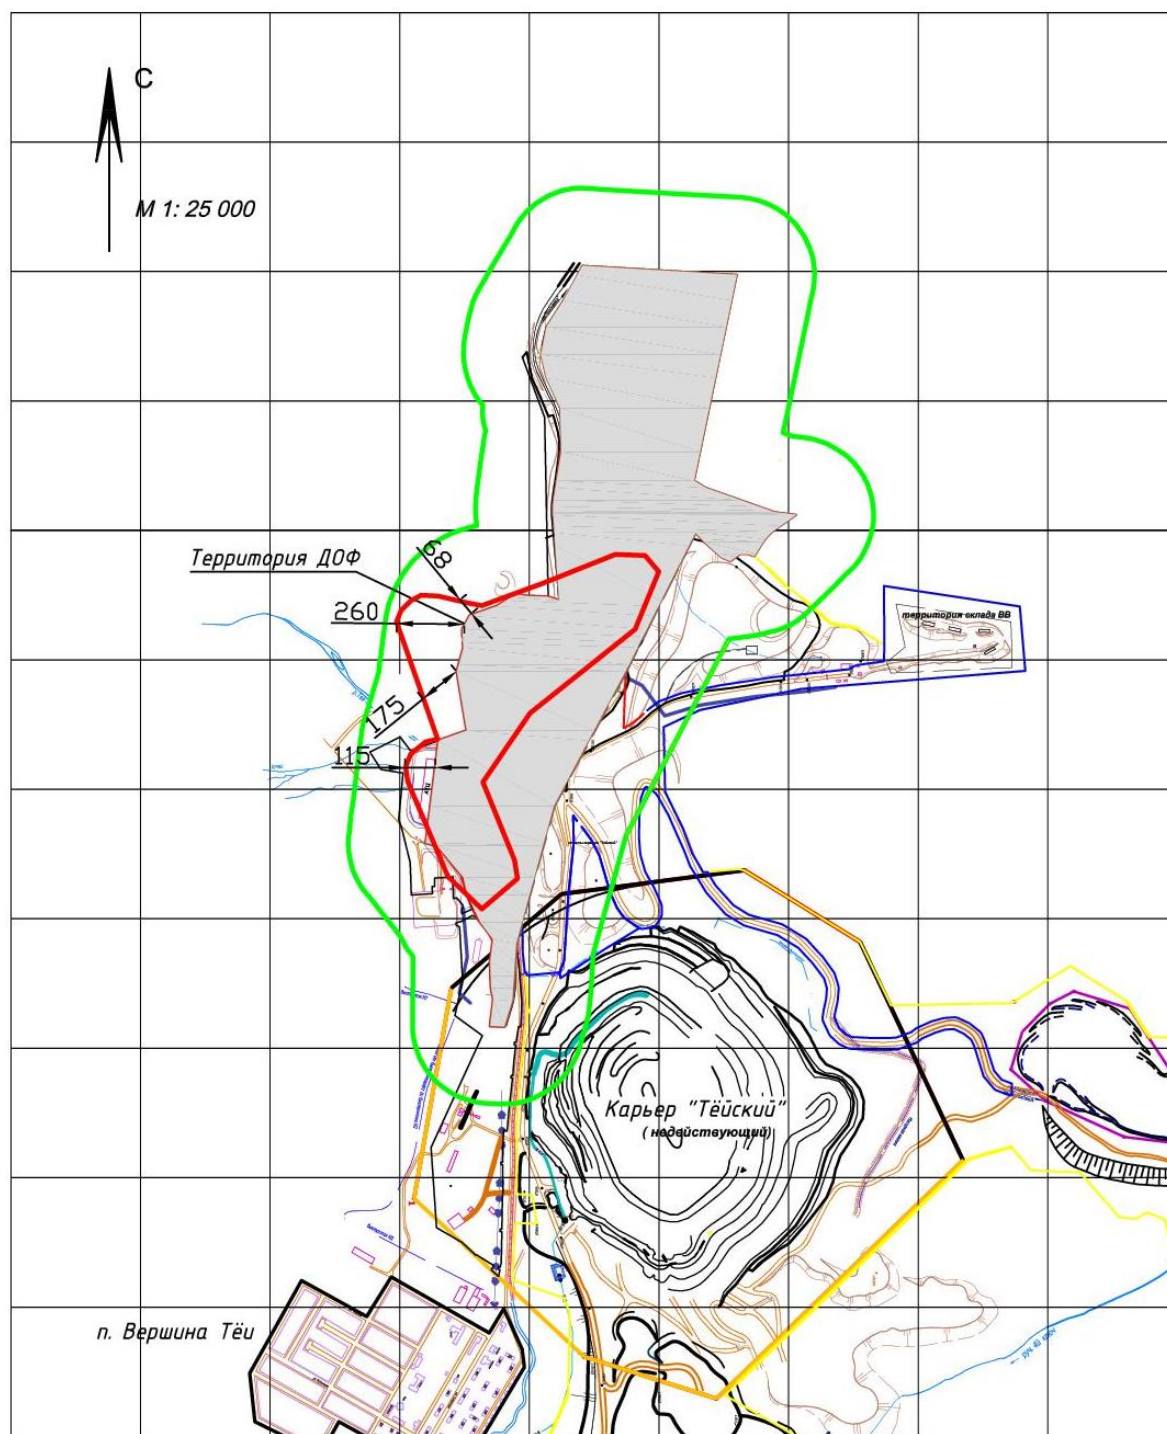 С
М 1: 25 000
Территория ДОФ
68
260
175
115
территория склада ВВ
Карьер "Тёйский"
( недействующий)
п. Вершина Тёи